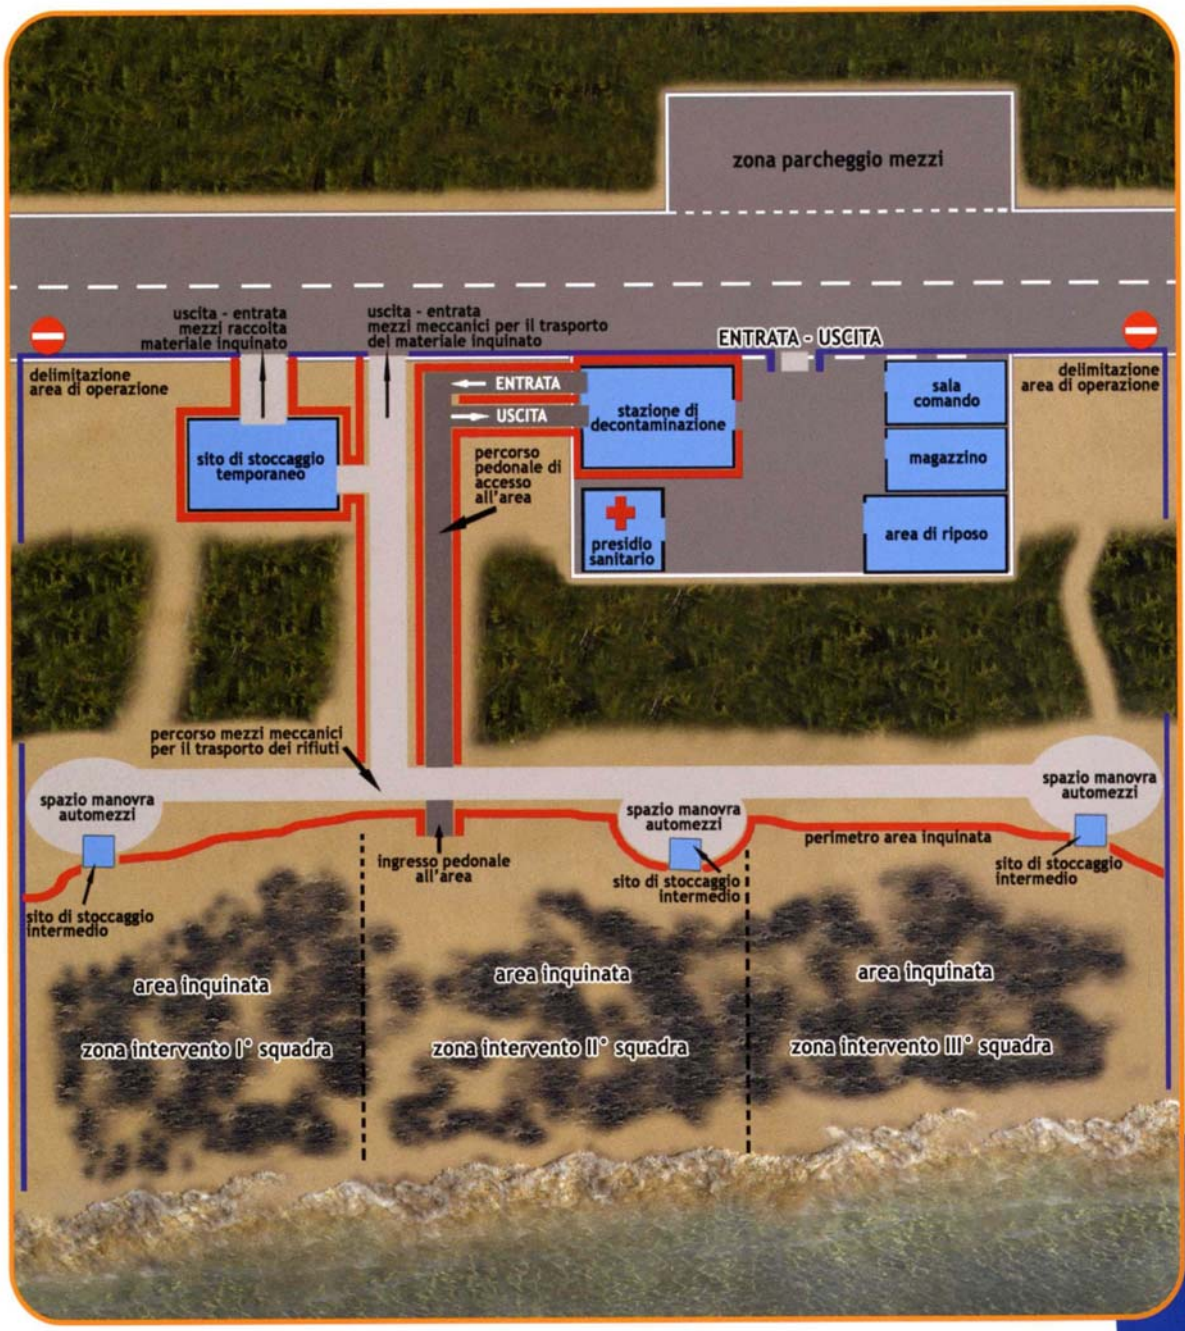 zona parcheggio mezzi
uscita - entrata
mezzi raccolta
materiale inquinato
uscita - entrata
mezzi meccanici per il trasporto
del materiale inquinato
ENTRATA - USCITA
delimitazione
area di operazione
delimitazione
area di operazione
ENTRATA
USCITA
stazione di
decontaminazione
sala
comando
magazzino
area di riposo
sito di stoccaggio
temporaneo
percorso
pedonale di
accesso
all'area
presidio
sanitario
percorso mezzi meccanici
per il trasporto dei rifiuti
spazio manovra
automezzi
spazio manovra
automezzi
spazio manovra
automezzi
perimetro area inquinata
ingresso pedonale
all'area
sito di stoccaggio
intermedio
sito di stoccaggio
intermedio
sito di stoccaggio
intermedio
area inquinata
area inquinata
area inquinata
zona intervento I° squadra
zona intervento II° squadra
zona intervento III° squadra